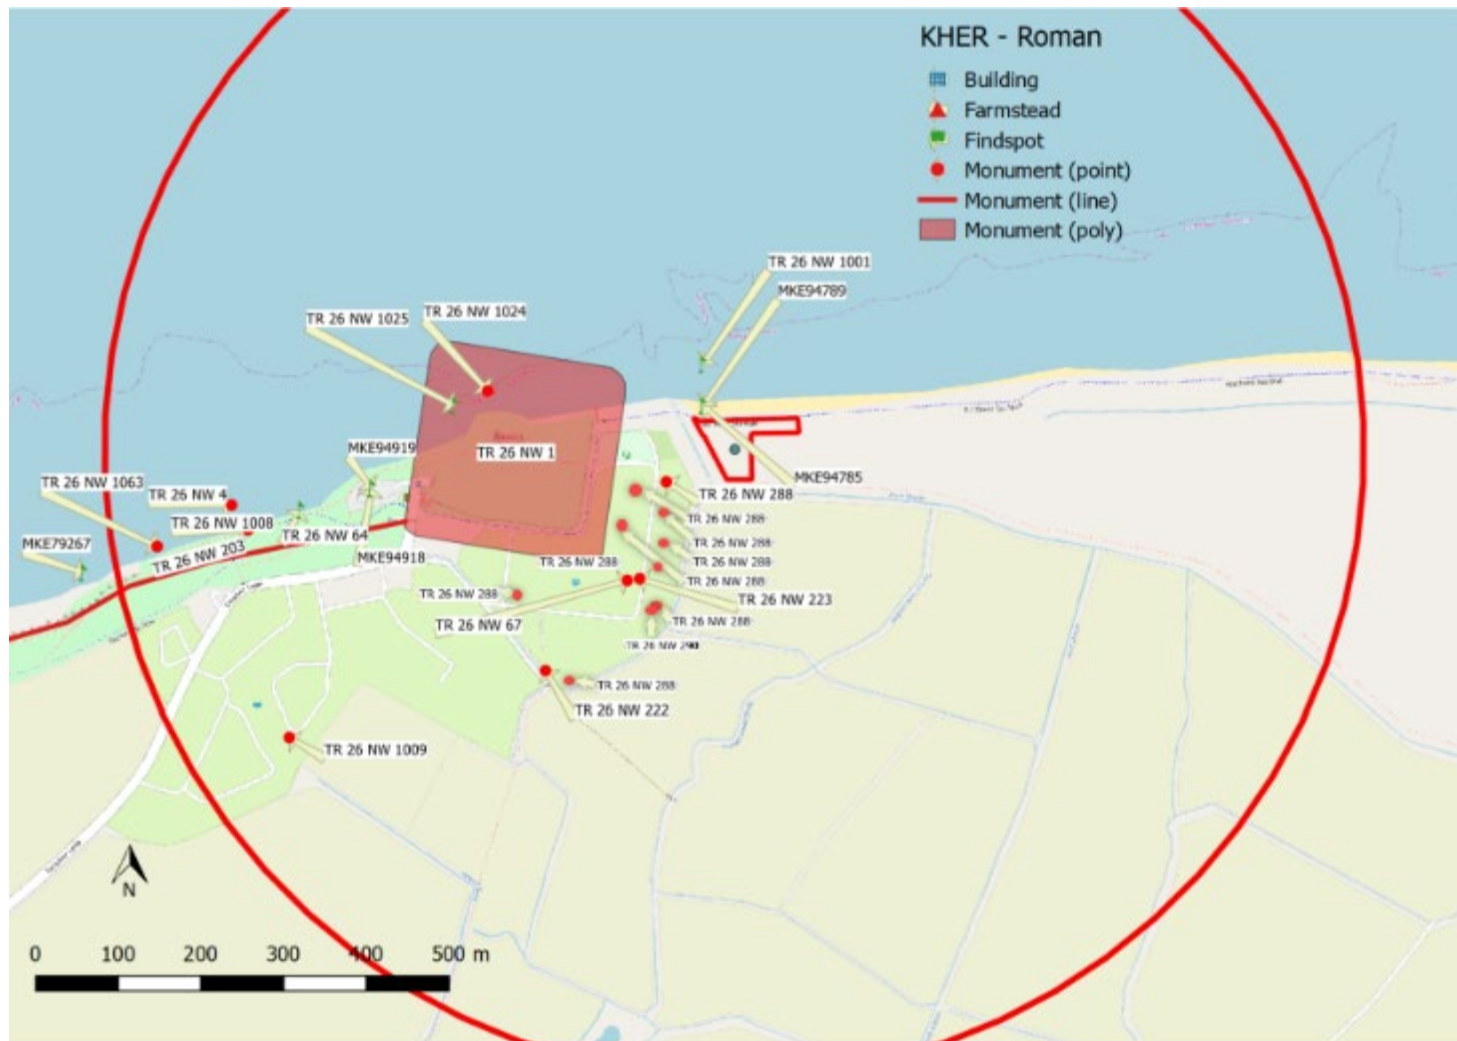 KHER - Roman
Building
Farmstead
Findspot
Monument (point)
Monument (line)
Monument (poly)
TR 26 NW 1001
MKE94789
TR 26 NW 1024
TR 26 NW 1025
MKE94919
TR 26 NW 1
TR 26 NW 1063
TR 26 NW 4
MKE94785
TR 26 NW 288
TR 26 NW 1008
TR 26 NW 288
TR 26 NW 64
MKE79267
TR 26 NW 203
TR 26 NW 288
MKE94918
TR 26 NW 288
TR 26 NW 288
TR 26 NW 288
TR 26 NW 288
TR 26 NW 223
TR 26 NW 67
TR 26 NW 288
TR 26 NW 290
TR 26 NW 288
TR 26 NW 222
TR 26 NW 1009
N
0 100 200 300 400 500 m